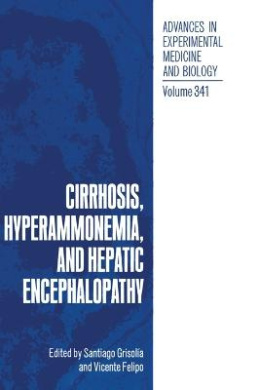 ADVANCES IN
EXPERIMENTAL
MEDICINE
AND BIOLOGY
Volume 341
CIRRHOSIS,
HYPERAMMONEMIA,
AND HEPATIC
ENCEPHALOPATHY
Edited by Santiago Grisolía
and Vicente Felipo